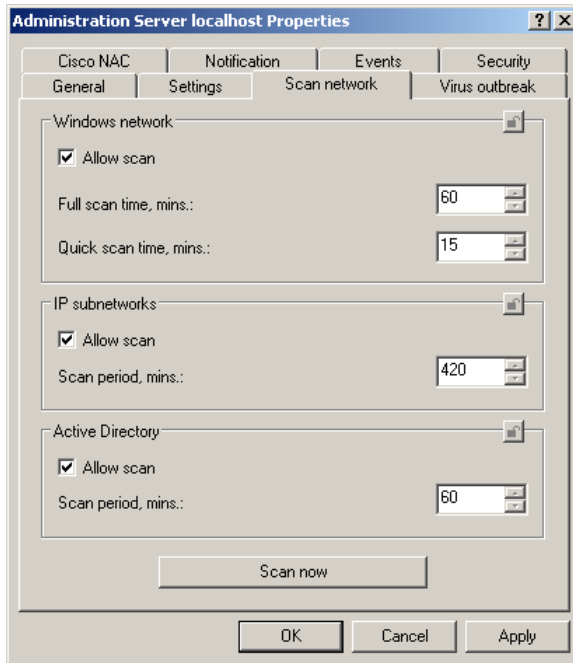 Administration Server localhost Properties
Cisco NAC Notification Events Security
General Settings Scan network Virus outbreak
Windows network
Allow scan
Full scan time, mins.: 60
Quick scan time, mins.: 15
IP subnetworks
Allow scan
Scan period, mins.: 420
Active Directory
Allow scan
Scan period, mins.: 60
Scan now
OK Cancel Apply